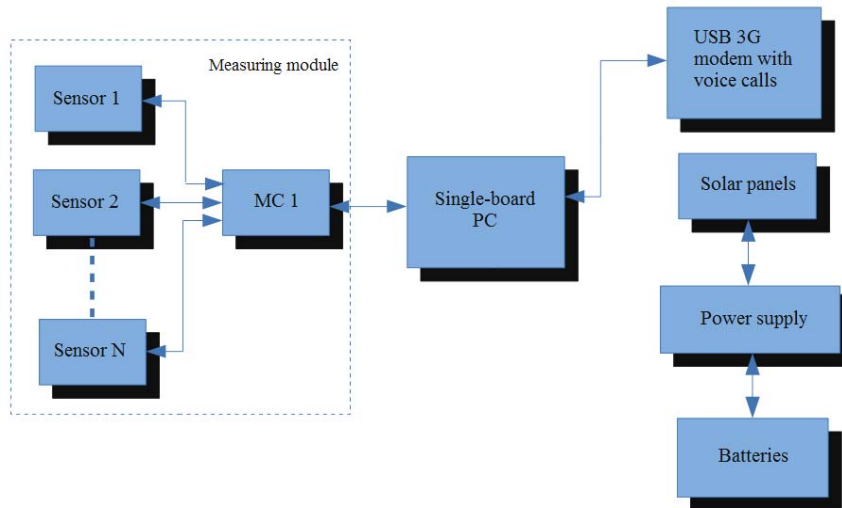 Measuring module
Sensor 1
Sensor 2
Sensor N
MC 1
Single-board
PC
USB 3G
modem with
voice calls
Solar panels
Power supply
Batteries